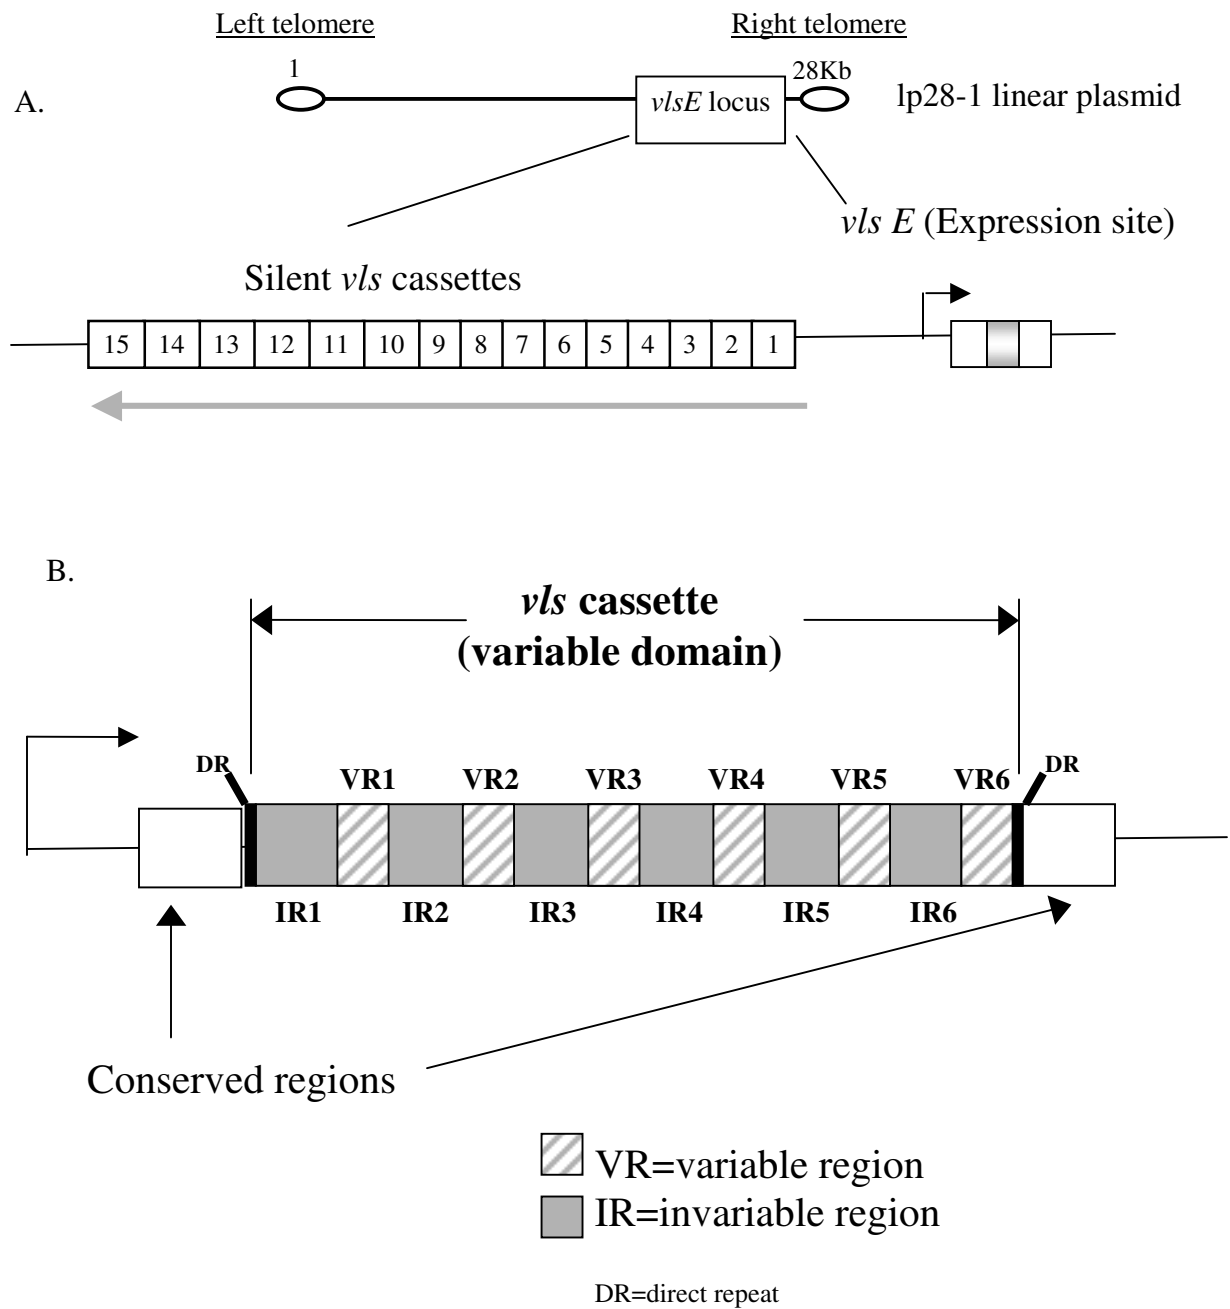 Left telomere Right telomere
1 28Kb
A. vlsE locus lp28-1 linear plasmid
vls E (Expression site)
Silent vls cassettes
15 14 13 12 11 10 9 8 7 6 5 4 3 2 1
B.
vls cassette
(variable domain)
DR VR1 VR2 VR3 VR4 VR5 VR6 DR
IR1 IR2 IR3 IR4 IR5 IR6
Conserved regions
VR=variable region
IR=invariable region
DR=direct repeat